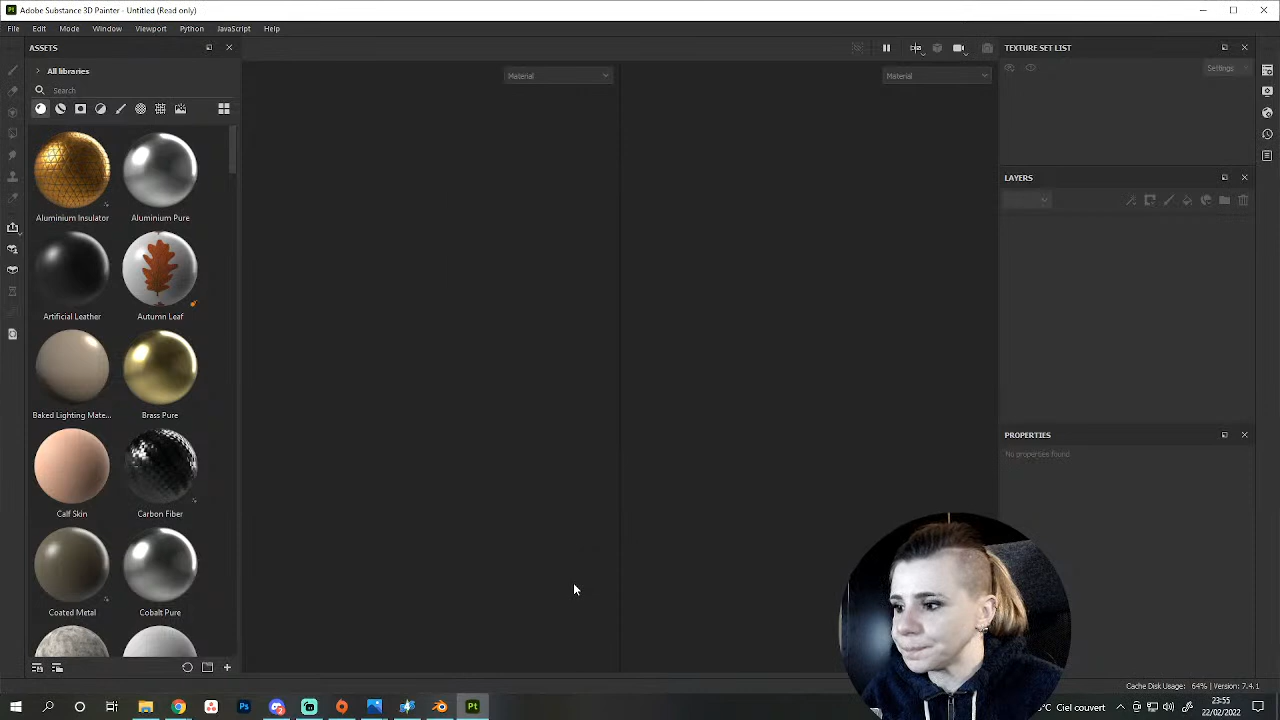 Pt Adobe Substance 3D Painter - Untitled (Read only)
File Edit Mode Window Viewport Python JavaScript Help
ASSETS
All libraries
Search
Aluminium Insulator Aluminium Pure
Artificial Leather Autumn Leaf
Baked Lighting Mate... Brass Pure
Calf Skin Carbon Fiber
Coated Metal Cobalt Pure
Material
Material
TEXTURE SET LIST
Settings
LAYERS
PROPERTIES
No properties found
Cache Disk Usage: 64% | Version: 7.4.1
Ps
Pt
Ciel couvert
23:55
22/02/2022